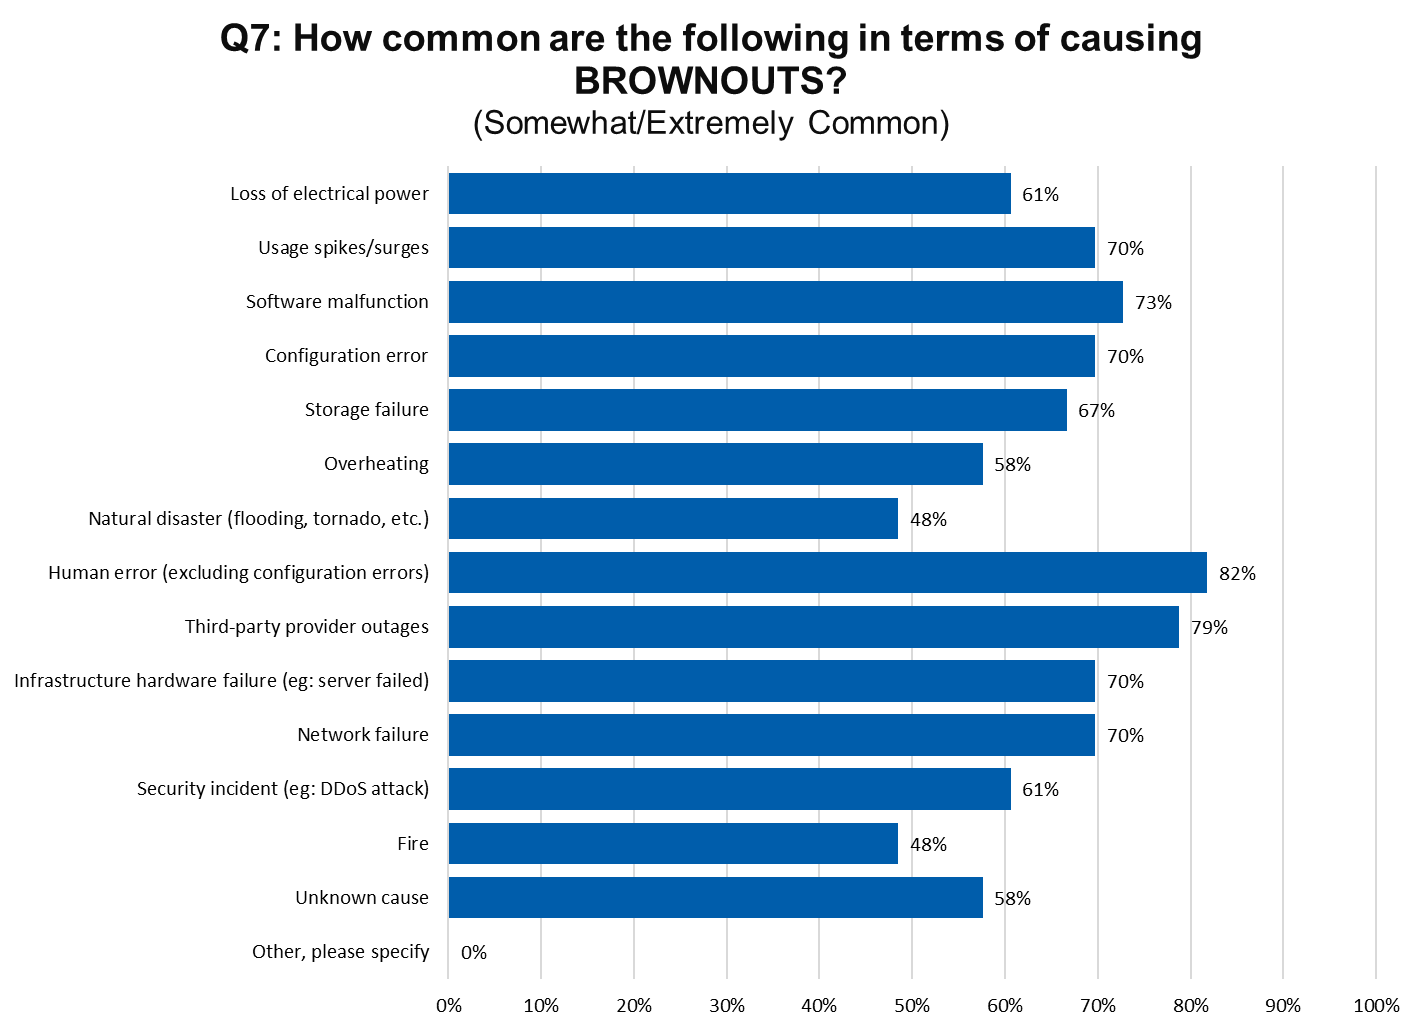 Q7: How common are the following in terms of causing
BROWNOUTS?
(Somewhat/Extremely Common)
Loss of electrical power 61%
Usage spikes/surges 70%
Software malfunction 73%
Configuration error 70%
Storage failure 67%
Overheating 58%
Natural disaster (flooding, tornado, etc.) 48%
Human error (excluding configuration errors) 82%
Third-party provider outages 79%
Infrastructure hardware failure (eg: server failed) 70%
Network failure 70%
Security incident (eg: DDoS attack) 61%
Fire 48%
Unknown cause 58%
Other, please specify 0%
0% 10% 20% 30% 40% 50% 60% 70% 80% 90% 100%